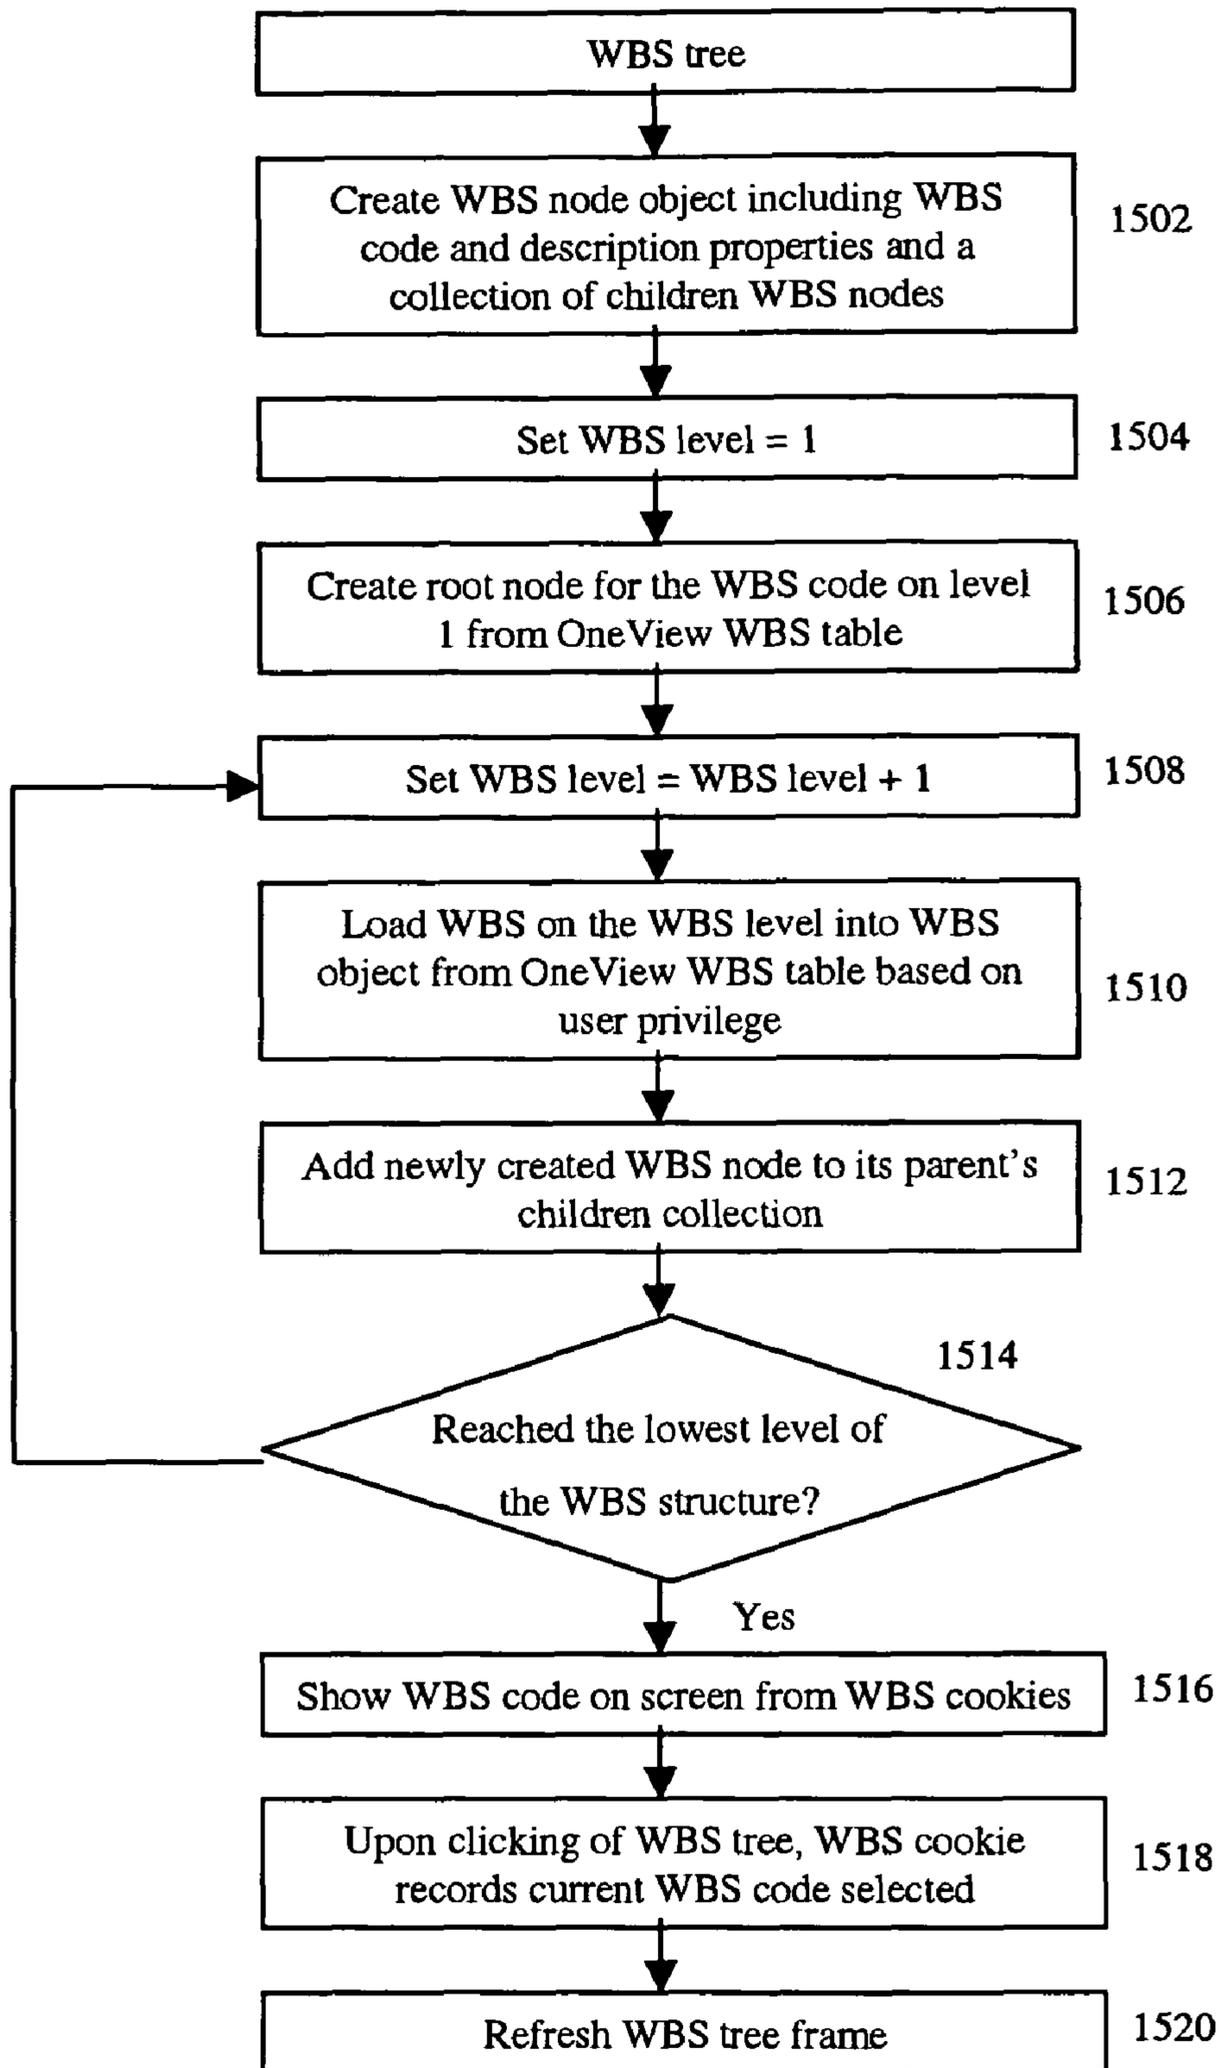 WBS tree
Create WBS node object including WBS
code and description properties and a
collection of children WBS nodes
1502
Set WBS level = 1
1504
Create root node for the WBS code on level
1 from OneView WBS table
1506
Set WBS level = WBS level + 1
1508
Load WBS on the WBS level into WBS
object from OneView WBS table based on
user privilege
1510
Add newly created WBS node to its parent's
children collection
1512
1514
Reached the lowest level of
the WBS structure?
Yes
Show WBS code on screen from WBS cookies
1516
Upon clicking of WBS tree, WBS cookie
records current WBS code selected
1518
Refresh WBS tree frame
1520